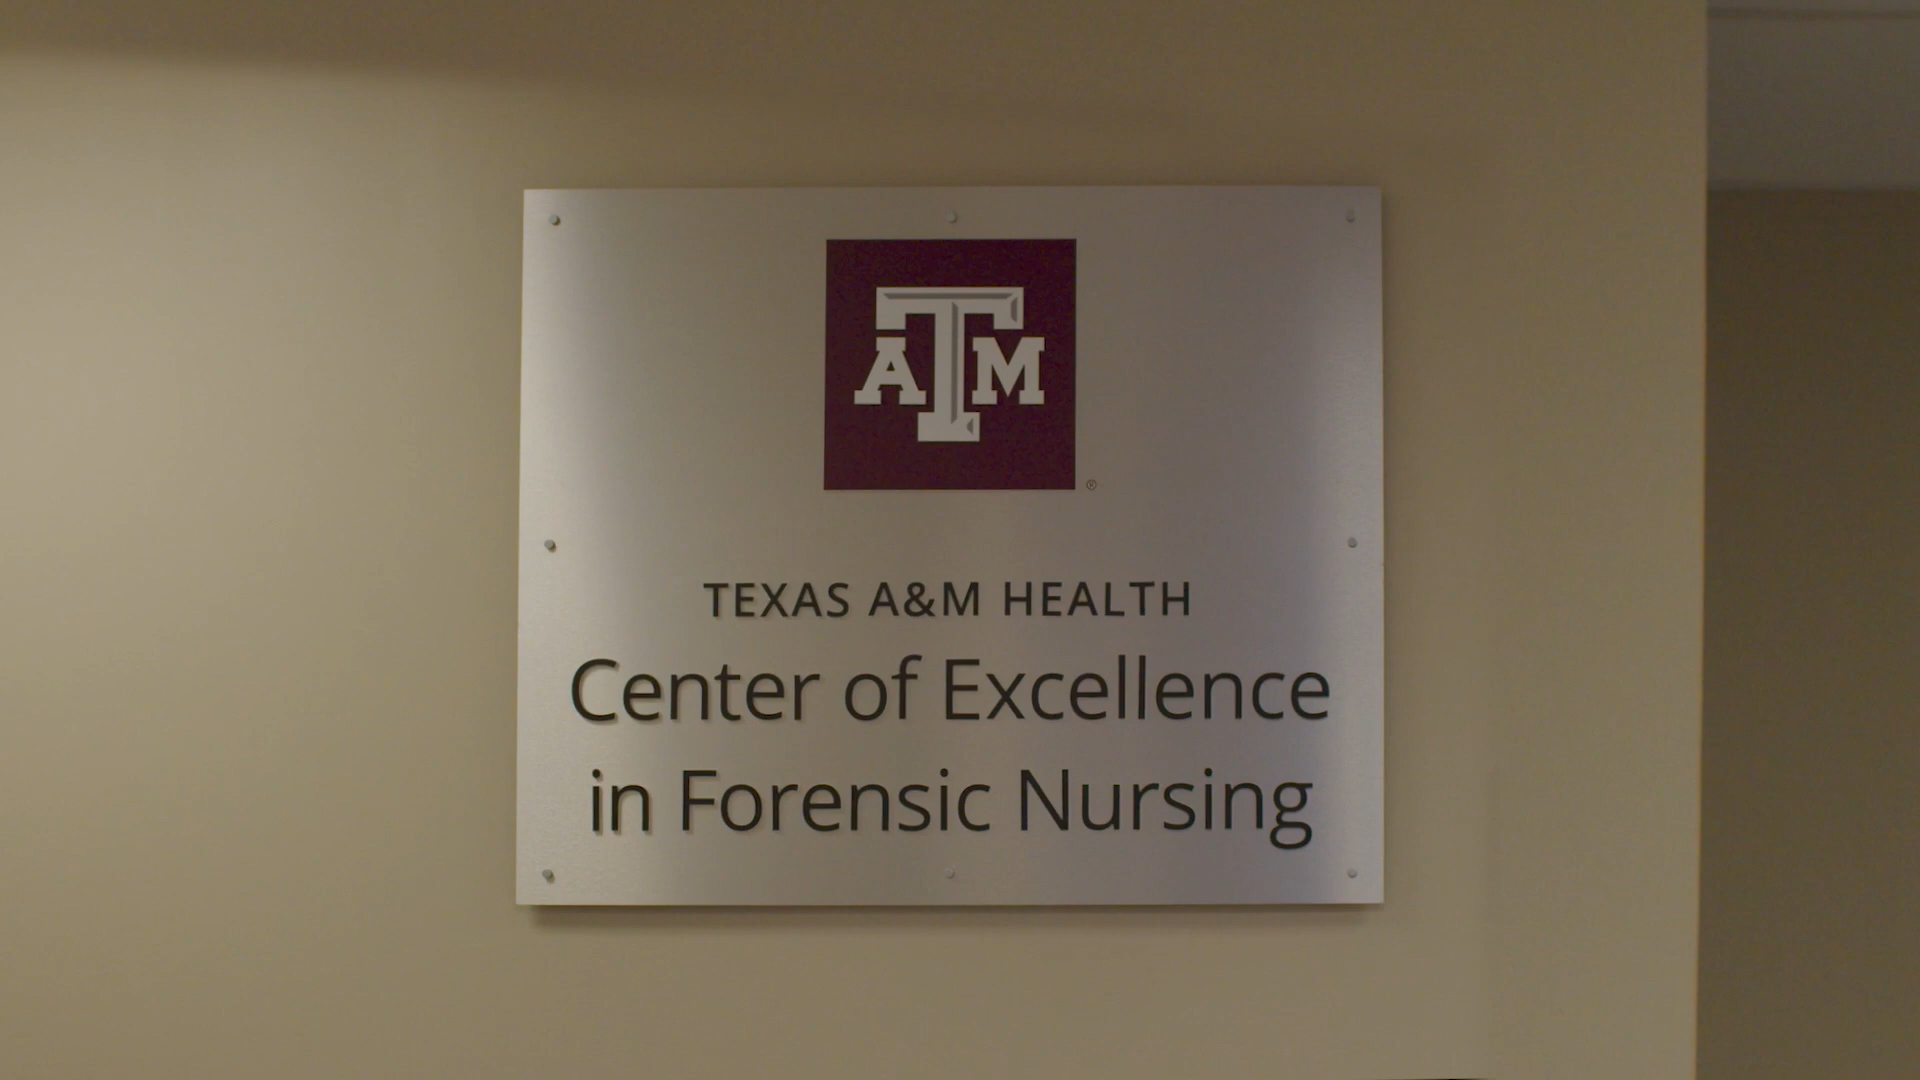 ATM
®
TEXAS A&M HEALTH
Center of Excellence
in Forensic Nursing